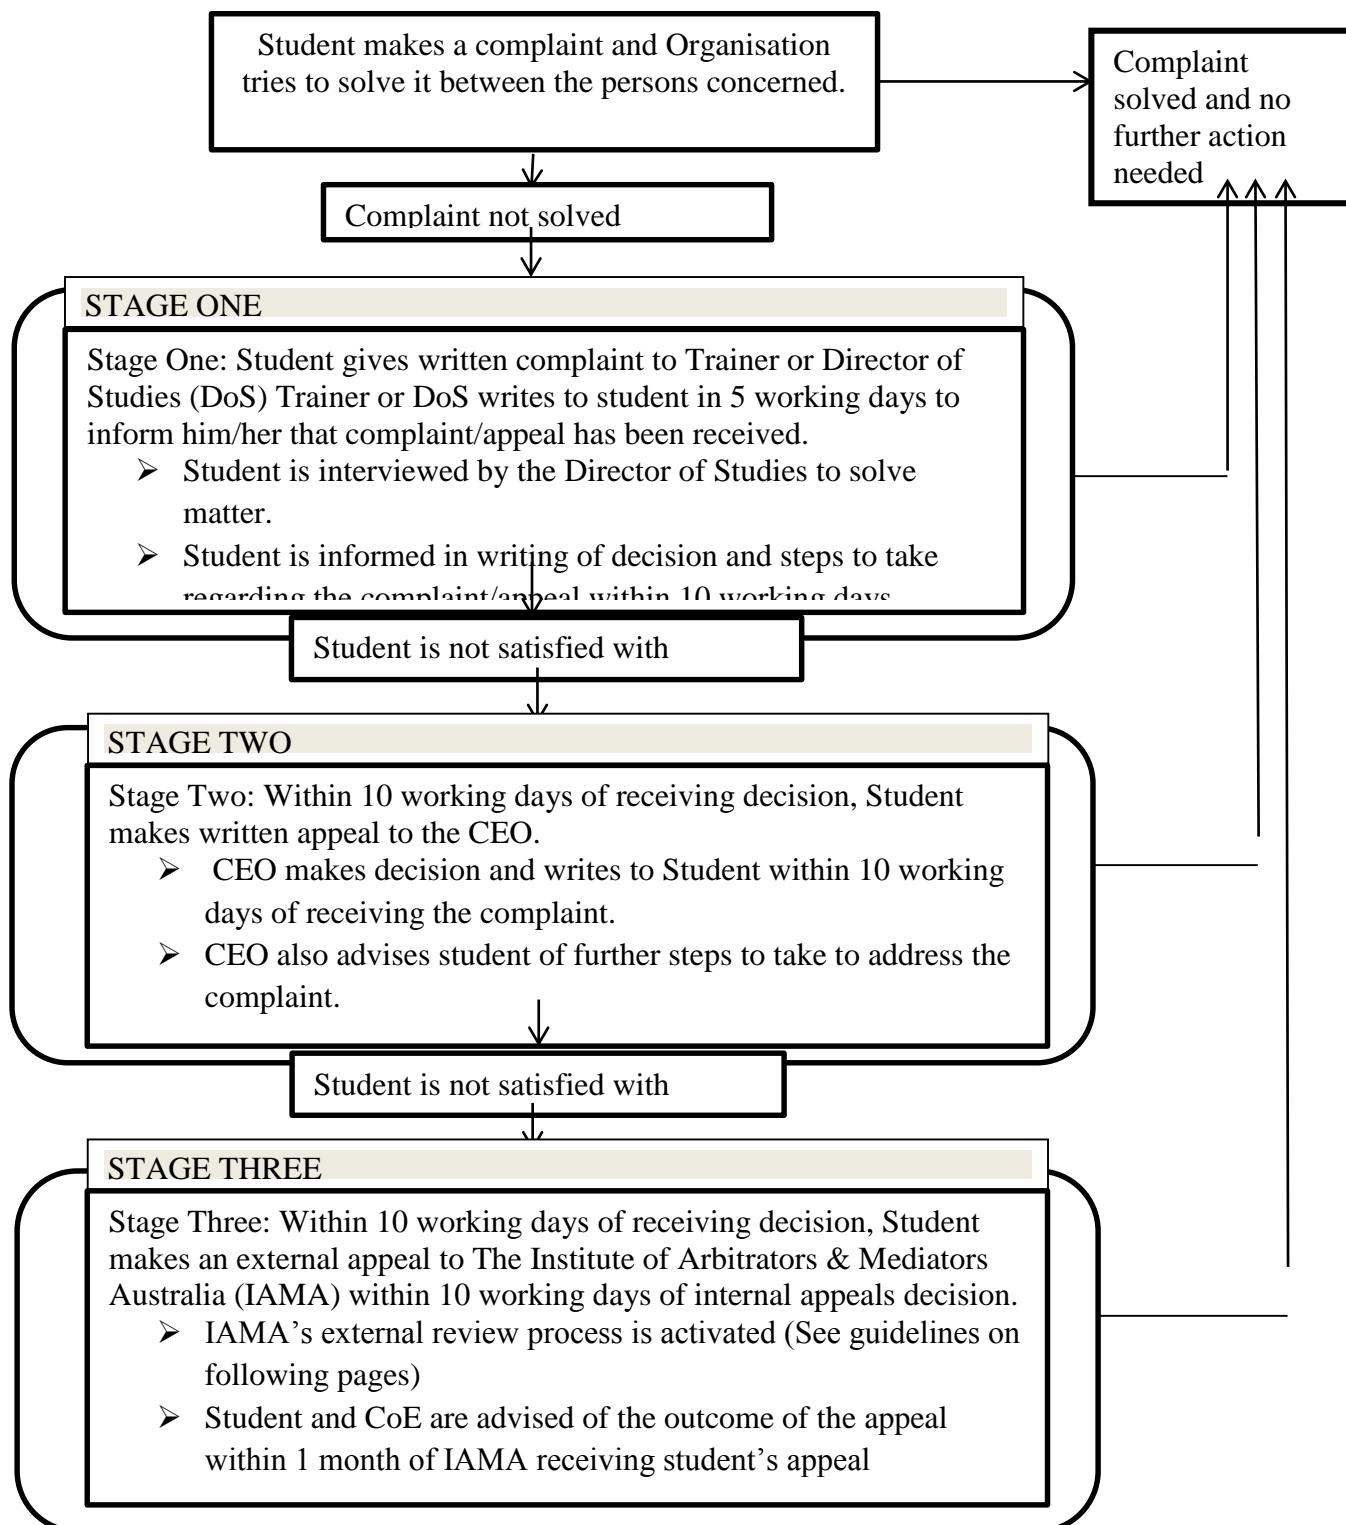 Student makes a complaint and Organisation
tries to solve it between the persons concerned.
Complaint
solved and no
further action
needed
Complaint not solved
STAGE ONE
Stage One: Student gives written complaint to Trainer or Director of
Studies (DoS) Trainer or DoS writes to student in 5 working days to
inform him/her that complaint/appeal has been received.
➢ Student is interviewed by the Director of Studies to solve
matter.
➢ Student is informed in writing of decision and steps to take
regarding the complaint/appeal within 10 working days
Student is not satisfied with
STAGE TWO
Stage Two: Within 10 working days of receiving decision, Student
makes written appeal to the CEO.
➢ CEO makes decision and writes to Student within 10 working
days of receiving the complaint.
➢ CEO also advises student of further steps to take to address the
complaint.
Student is not satisfied with
STAGE THREE
Stage Three: Within 10 working days of receiving decision, Student
makes an external appeal to The Institute of Arbitrators & Mediators
Australia (IAMA) within 10 working days of internal appeals decision.
➢ IAMA’s external review process is activated (See guidelines on
following pages)
➢ Student and CoE are advised of the outcome of the appeal
within 1 month of IAMA receiving student’s appeal